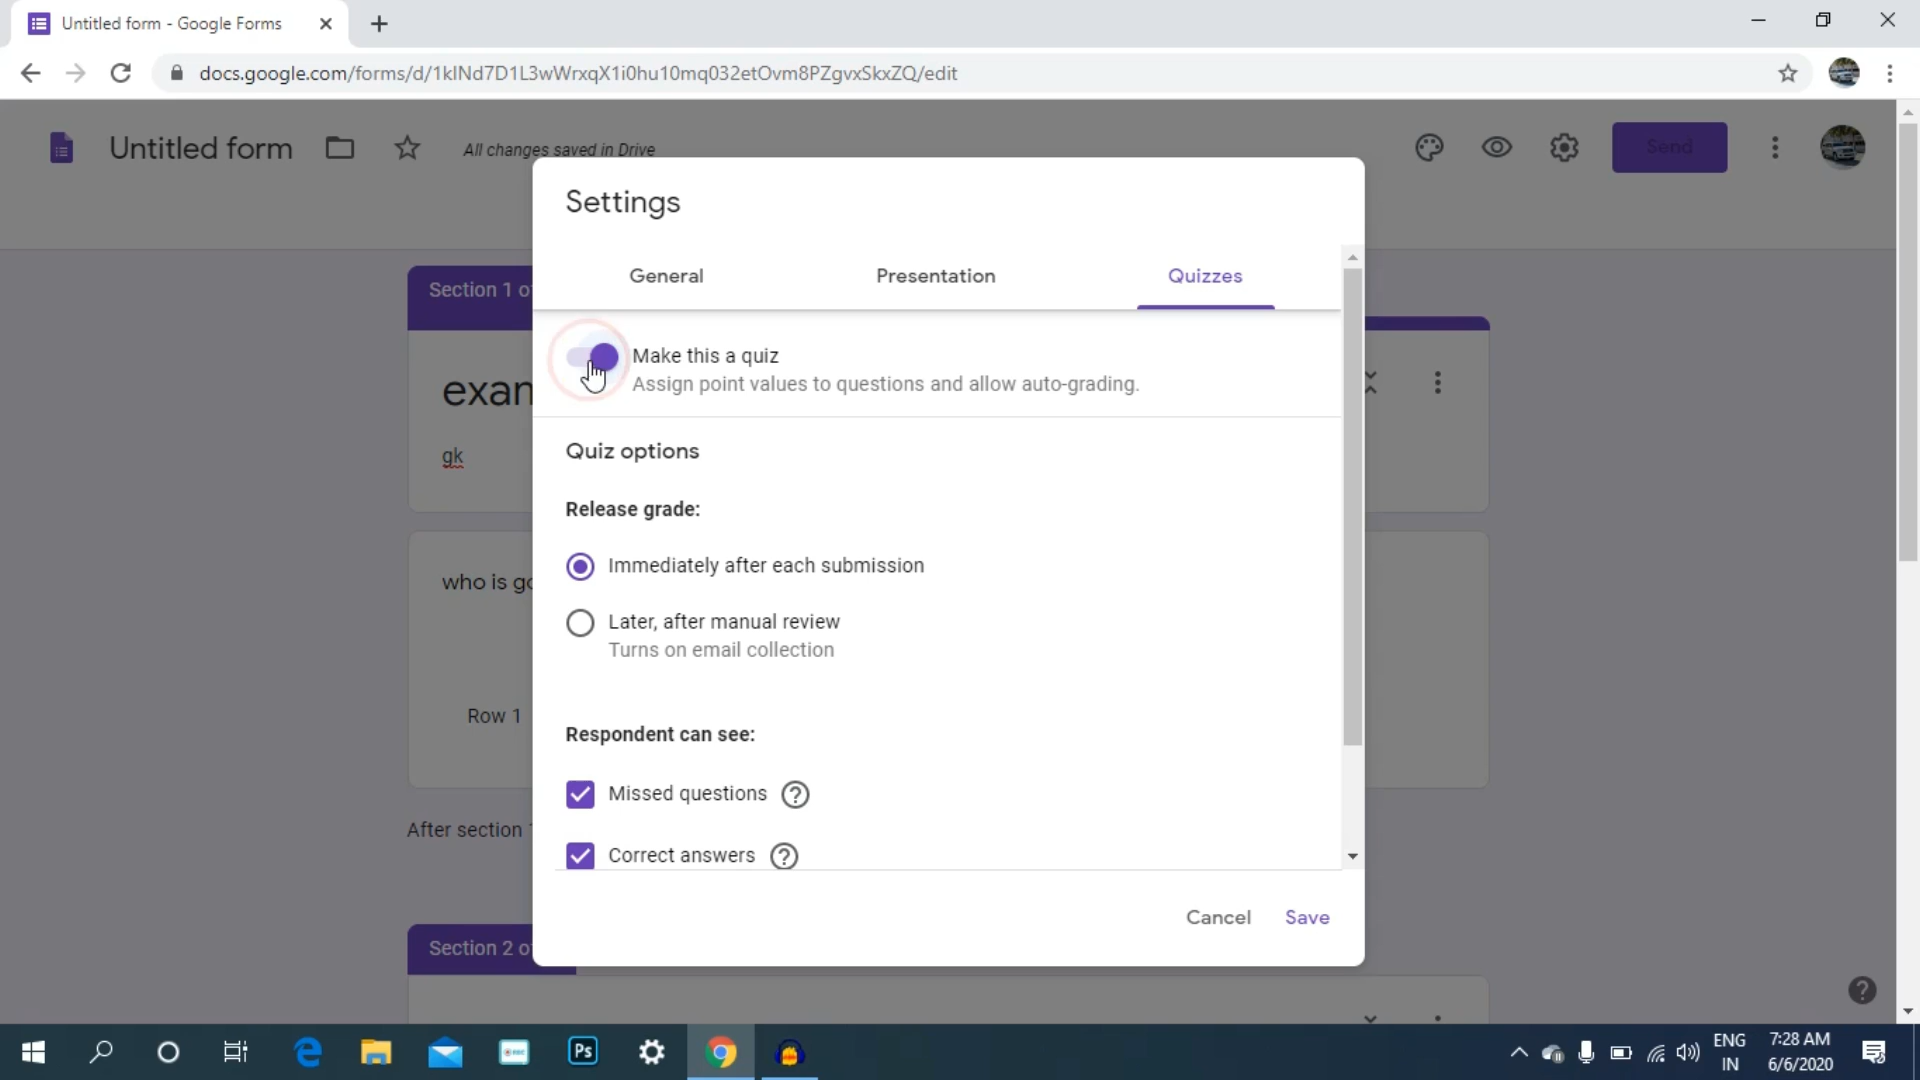 Untitled form - Google Forms
docs.google.com/forms/d/1kINd7D1L3wWrxqX1i0hu10mq032etOvm8PZgvxSkxZQ/edit
Untitled form
All changes saved in Drive
Send
Settings
General
Presentation
Quizzes
Section 1 o
Make this a quiz
Assign point values to questions and allow auto-grading.
exan
gk
Quiz options
Release grade:
Immediately after each submission
who is go
Later, after manual review
Turns on email collection
Row 1
Respondent can see:
Missed questions
After section 1
Correct answers
Cancel
Save
Section 2 o
Ps
ENG
IN
7:28 AM
6/6/2020